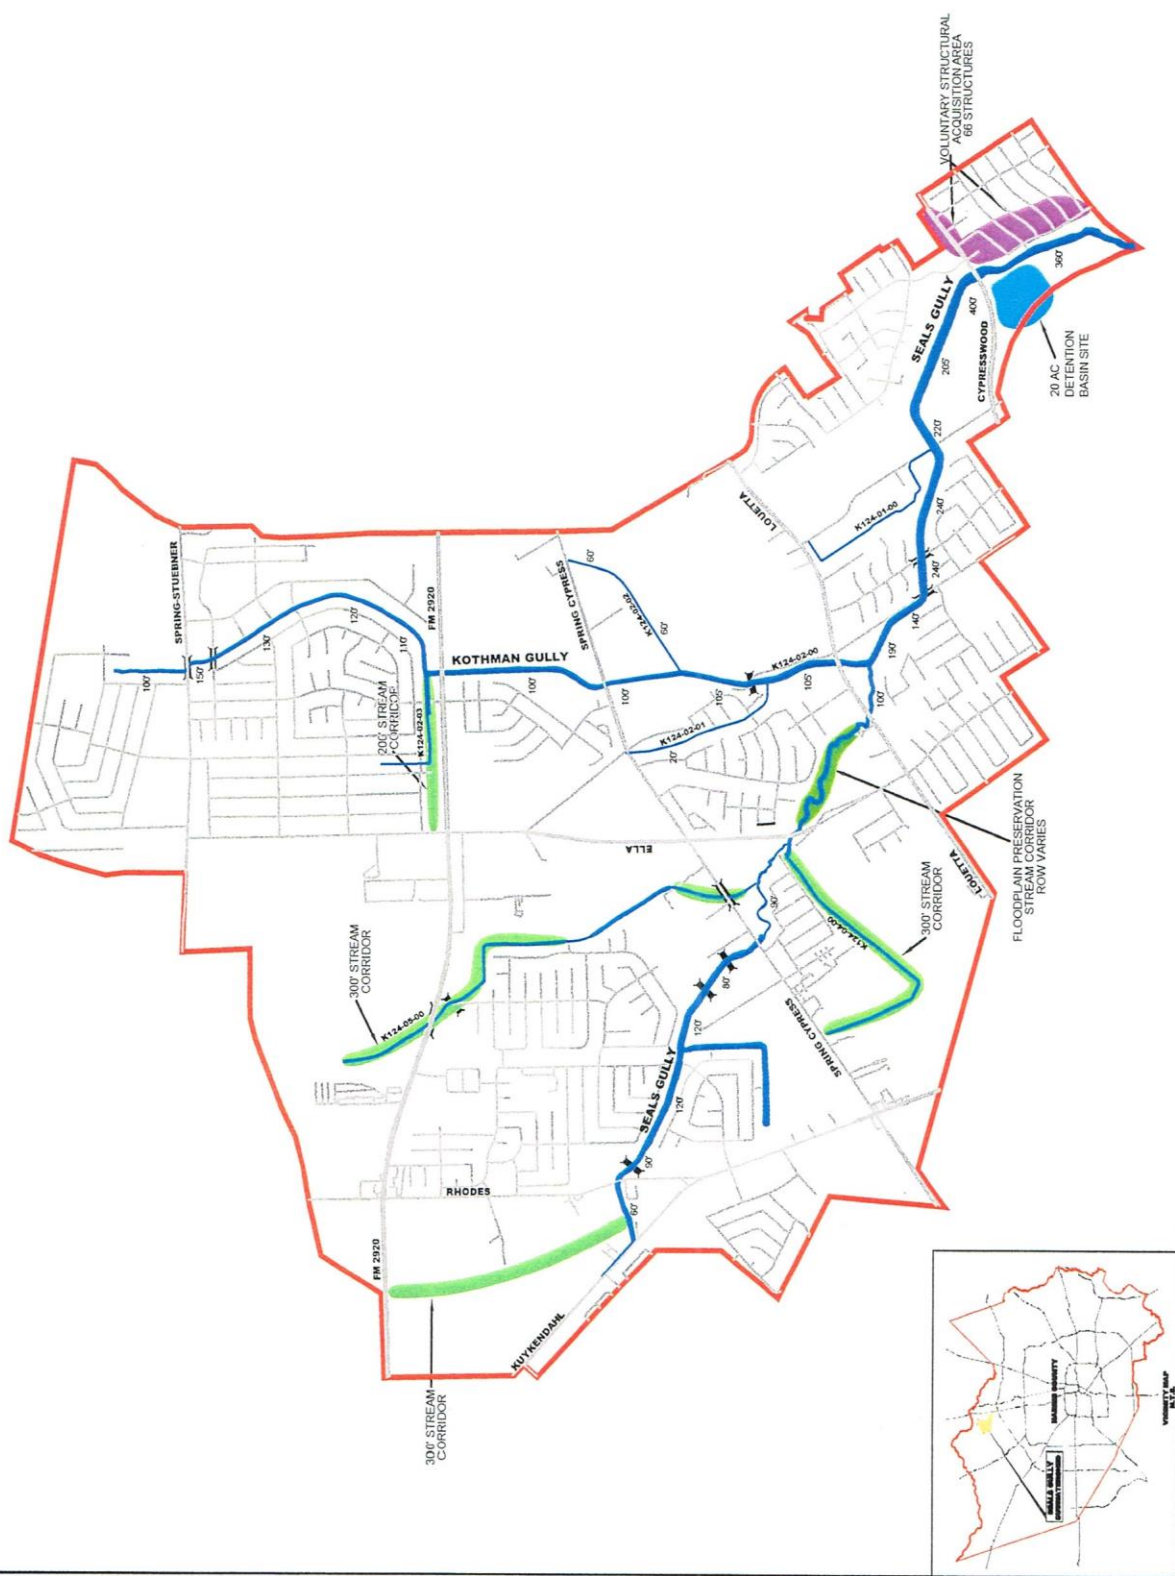 VOLUNTARY STRUCTURAL
ACQUISITION AREA
66 STRUCTURES
SPRING-STUEBNER
100'
150'
130'
120'
110'
FM 2920
200' STREAM
CORRIDOR
K124-02-03
KOTHMAN GULLY
100'
SPRING CYPRESS
60'
K124-02-02
60'
100'
105'
K124-02-00
105'
K124-02-01
20'
LOUETTA
K124-01-00
SEALS GULLY
205'
400'
360'
CYPRESSWOOD
20 AC
DETENTION
BASIN SITE
220'
240'
240'
140'
190'
100'
ELLA
FLOODPLAIN PRESERVATION
STREAM CORRIDOR
ROW VARIES
LOUETTA
300' STREAM
CORRIDOR
K124-04-00
90'
80'
SPRING CYPRESS
300' STREAM
CORRIDOR
K124-05-00
120'
SEALS GULLY
120'
90'
60'
RHODES
FM 2920
KUYKENDAHL
300' STREAM
CORRIDOR
HARRIS COUNTY
SEALS GULLY
SUBWATERSHED
VICINITY MAP
N.T.S.